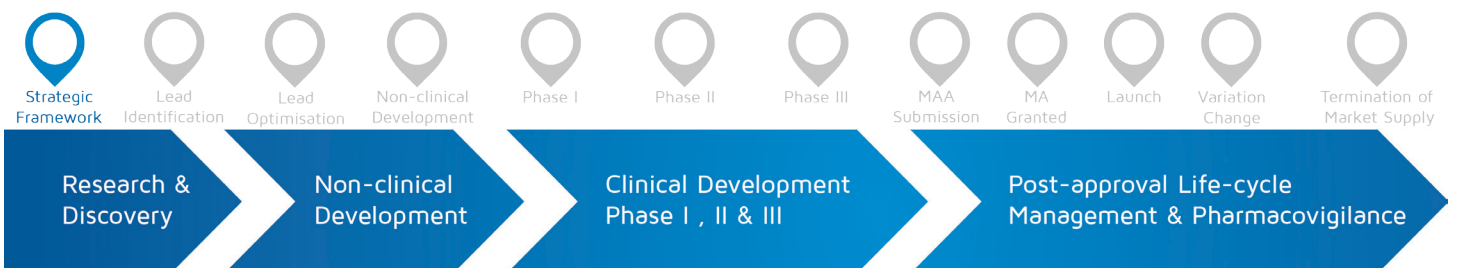 Strategic
Framework
Lead
Identification
Lead
Optimisation
Non-clinical
Development
Phase I
Phase II
Phase III
MAA
Submission
MA
Granted
Launch
Variation
Change
Termination of
Market Supply
Research &
Discovery
Non-clinical
Development
Clinical Development
Phase I , II & III
Post-approval Life-cycle
Management & Pharmacovigilance